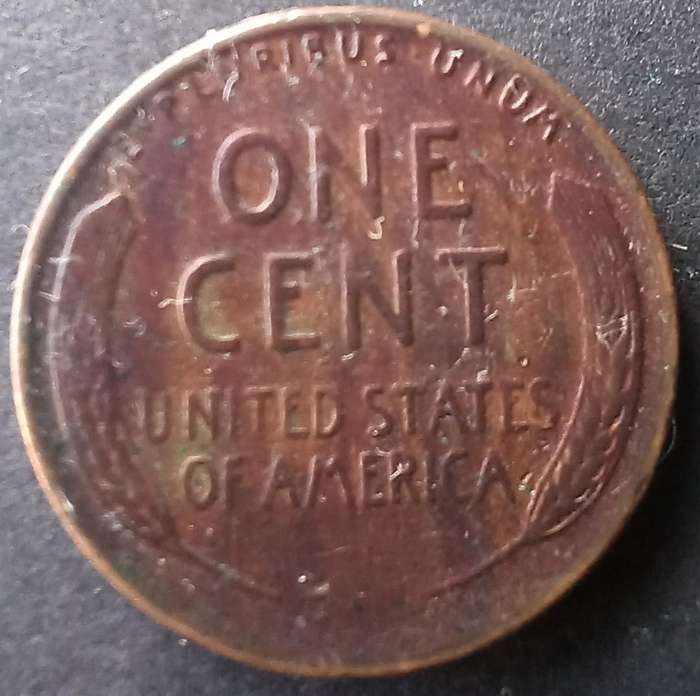 E PLURIBUS UNUM
ONE
CENT
UNITED STATES
OF AMERICA